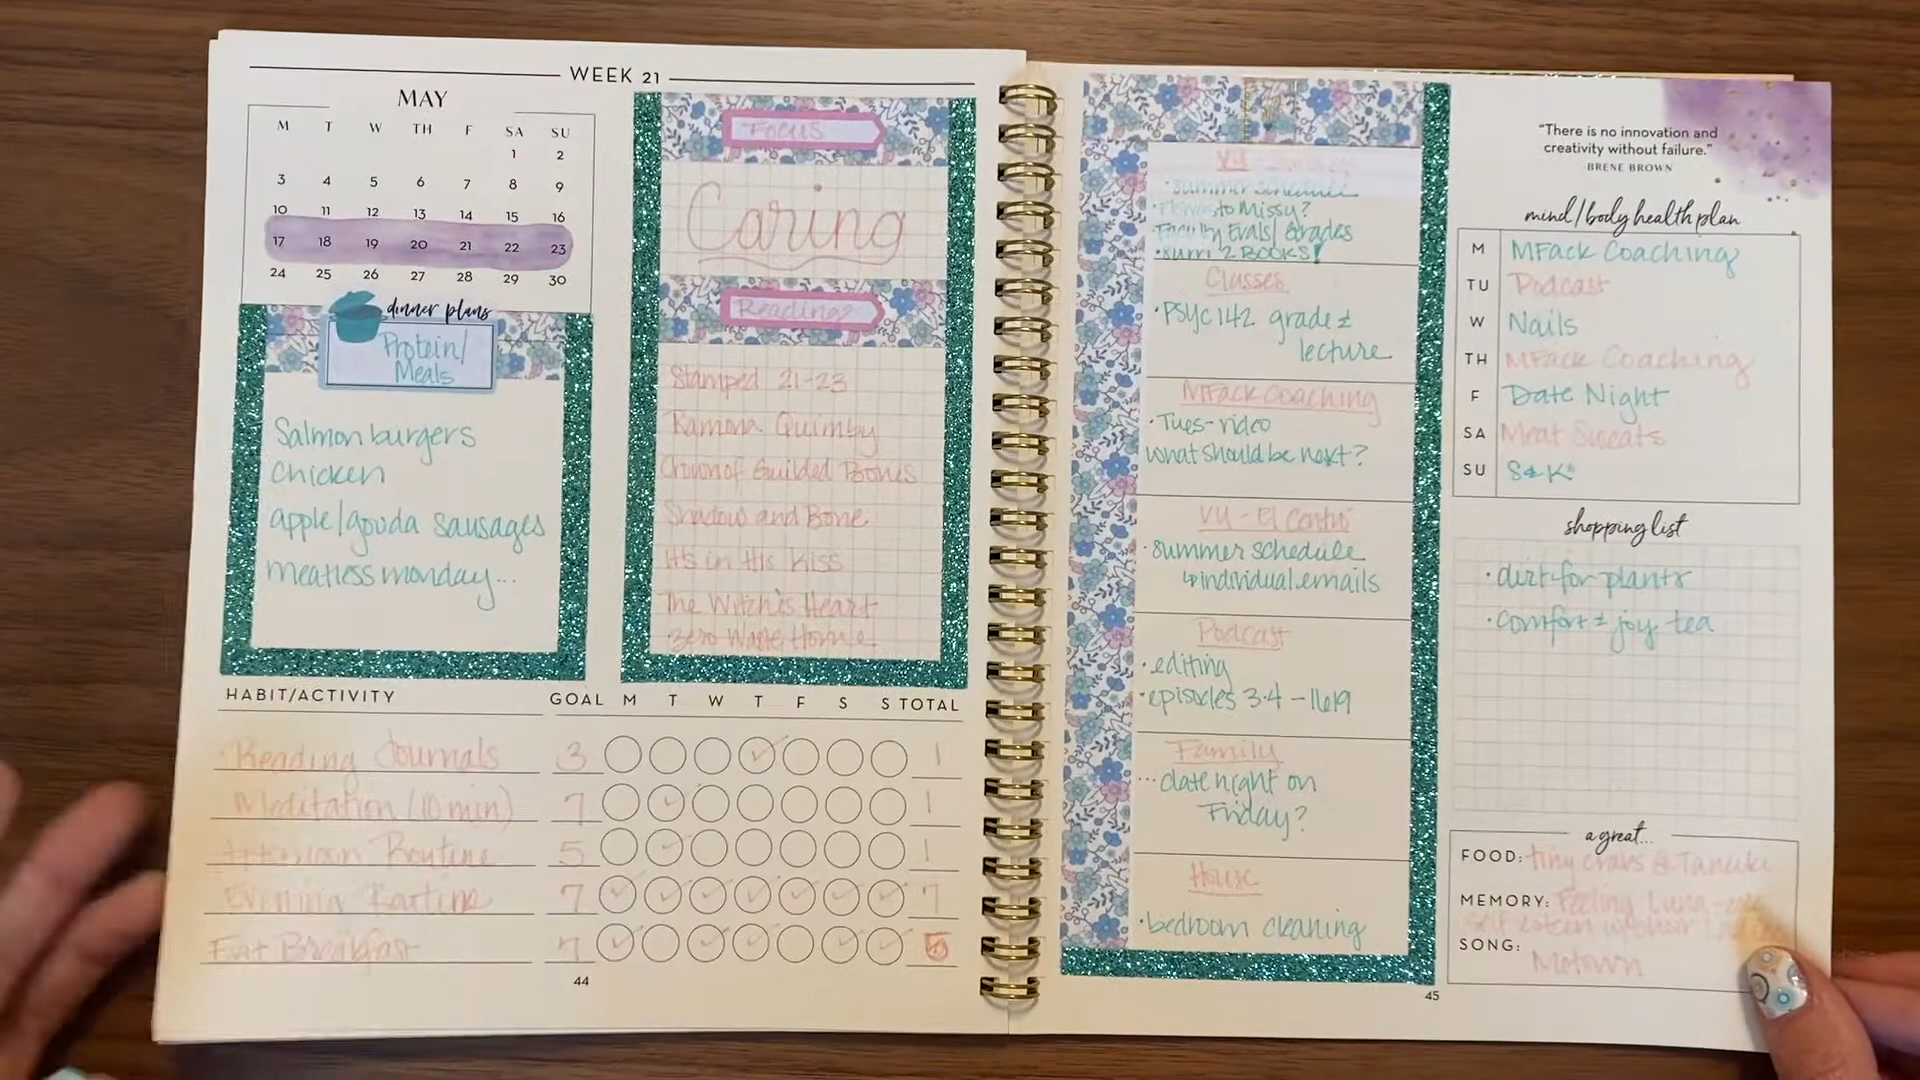 WEEK 21
MAY
M T W TH F SA SU
1 2
3 4 5 6 7 8 9
10 11 12 13 14 15 16
17 18 19 20 21 22 23
24 25 26 27 28 29 30
dinner plans
Protein/
Meals
Salmon burgers
Chicken
apple/gouda sausages
meatless monday...
Focus
Caring
Reading
Stamped 21-23
Ramona Quimby
Crown of Guilded Bones
Shadow and Bone
It's in His Kiss
The Witch's Heart
Zero Waste Home
HABIT/ACTIVITY GOAL M T W T F S S TOTAL
Reading Journals 3 1
Meditation (10 min) 7 1
Afternoon Routine 5 1
Evening Routine 7 7
Eat Breakfast 7
44
VU -
summer schedule
to Missy?
Faculty Evals/ Grades
2 BOOKS!
Classes
PSYC 142 grade ±
lecture
MFack Coaching
Tues-video
what should be next?
VU - El Centro
summer schedule
individual emails
Podcast
editing
episodes 3.4 - 1619
Family
...date night on
Friday?
House
bedroom cleaning
45
"There is no innovation and
creativity without failure."
BRENE BROWN
mind/body health plan
M MFack Coaching
TU Podcast
W Nails
TH MFack Coaching
F Date Night
SA Meat Sweats
SU S&K
shopping list
dirt for plants
comfort ± joy tea
a great...
FOOD: tiny crabs @
MEMORY: Feeling
SONG:
Motown